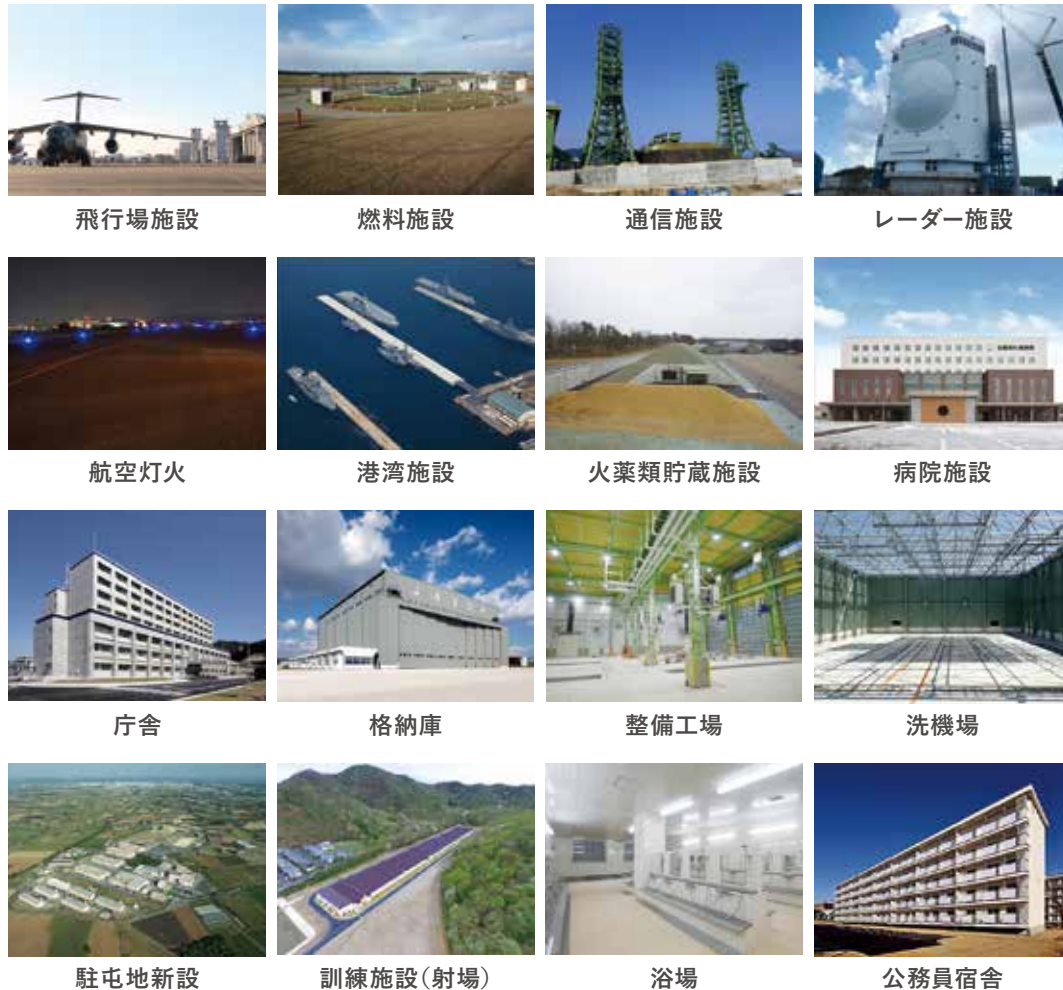 飛行場施設
燃料施設
通信施設
レーダー施設
航空灯火
港湾施設
火薬類貯蔵施設
病院施設
庁舎
格納庫
整備工場
洗機場
駐屯地新設
訓練施設(射場)
浴場
公務員宿舎